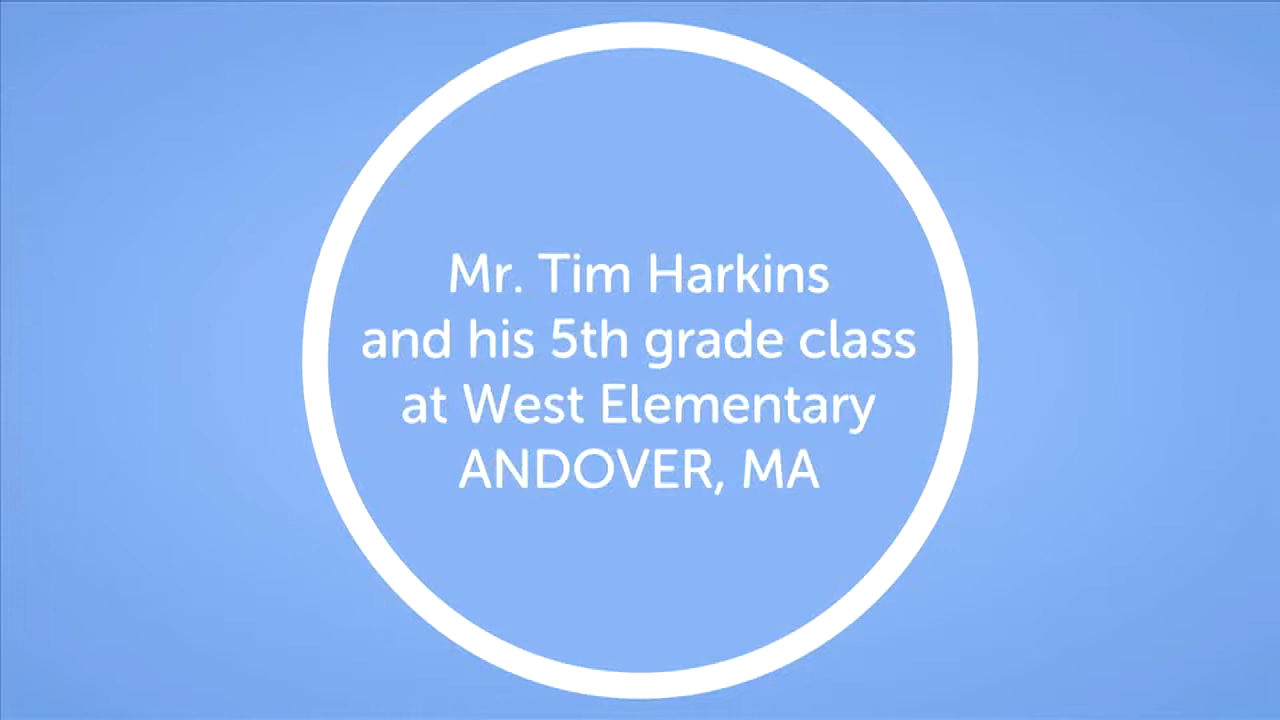 Mr. Tim Harkins
and his 5th grade class
at West Elementary
ANDOVER, MA